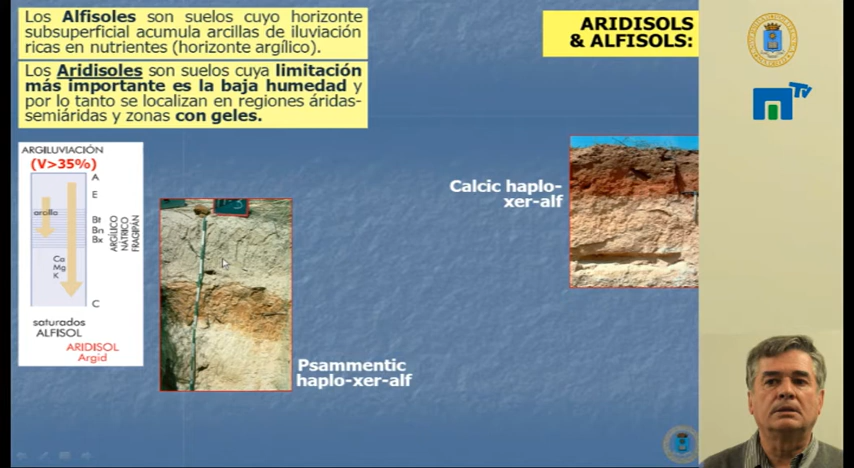 Los Alfisoles son suelos cuyo horizonte
subsuperficial acumula arcillas de iluviación
ricas en nutrientes (horizonte argílico).
Los Aridisoles son suelos cuya limitación
más importante es la baja humedad y
por lo tanto se localizan en regiones áridas-
semiáridas y zonas con geles.
ARIDISOLS
& ALFISOLS:
Tv
ARGILUVIACIÓN
(V>35%)
A
E
arcilla
Bt
Bn
Bx
ARGÍLICO
NÁTRICO
FRAGIPÁN
Ca
Mg
K
C
saturados
ALFISOL
ARIDISOL
Argid
Calcic haplo-
xer-alf
Psammentic
haplo-xer-alf